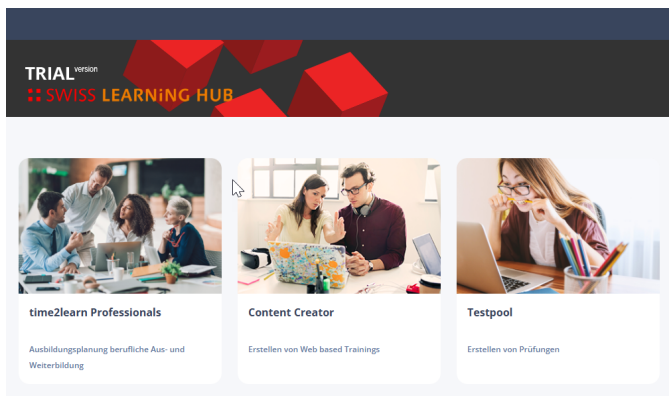 TRIAL version
SWISS LEARNiNG HUB
time2learn Professionals
Ausbildungsplanung berufliche Aus- und
Weiterbildung
Content Creator
Erstellen von Web based Trainings
Testpool
Erstellen von Prüfungen